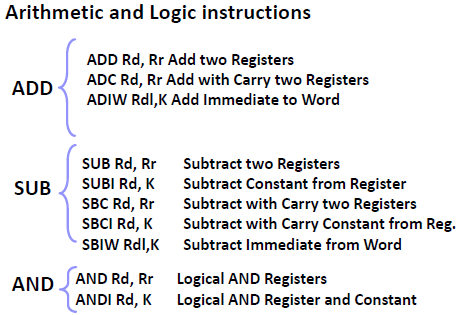 Arithmetic and Logic instructions
ADD
ADD Rd, Rr Add two Registers
ADC Rd, Rr Add with Carry two Registers
ADIW Rdl,K Add Immediate to Word
SUB
SUB Rd, Rr Subtract two Registers
SUBI Rd, K Subtract Constant from Register
SBC Rd, Rr Subtract with Carry two Registers
SBCI Rd, K Subtract with Carry Constant from Reg.
SBIW Rdl,K Subtract Immediate from Word
AND
AND Rd, Rr Logical AND Registers
ANDI Rd, K Logical AND Register and Constant